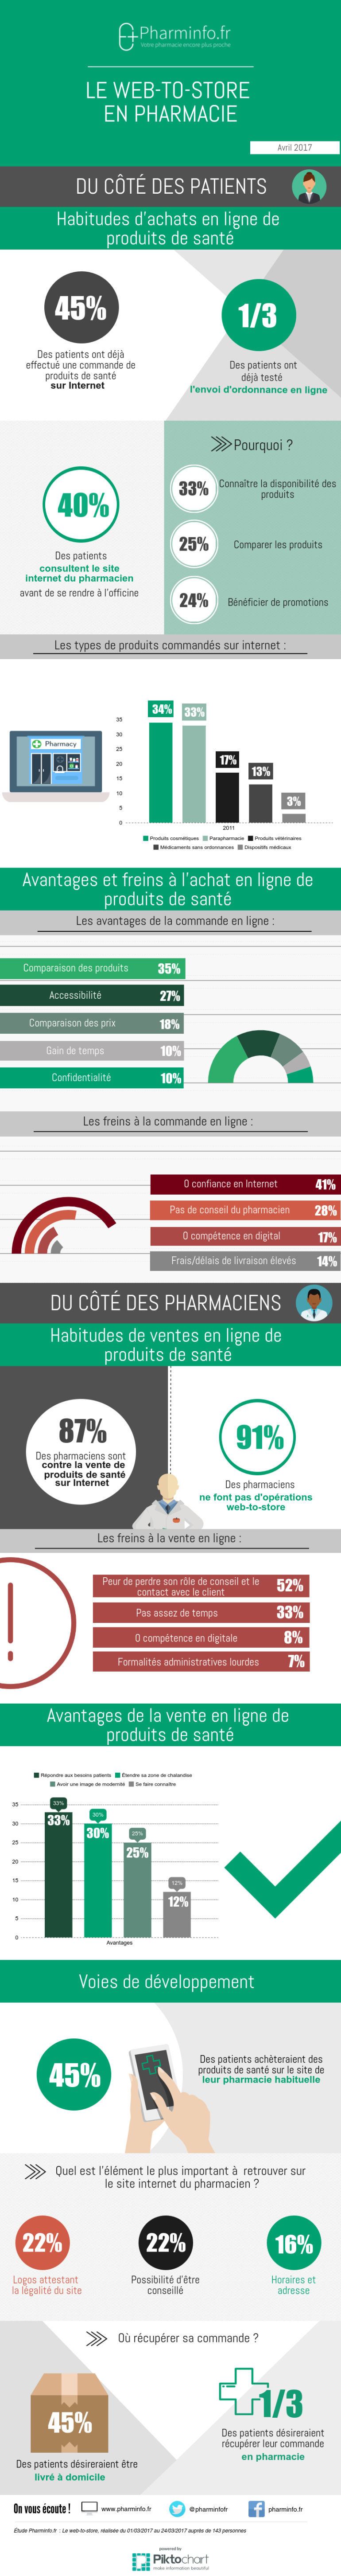 Pharminfo.fr
Votre pharmacie encore plus proche
LE WEB-TO-STORE
EN PHARMACIE
Avril 2017
DU CÔTÉ DES PATIENTS
Habitudes d'achats en ligne de
produits de santé
45%
Des patients ont déjà
effectué une commande de
produits de santé
sur Internet
1/3
Des patients ont
déjà testé
l'envoi d'ordonnance en ligne
40%
Des patients
consultent le site
internet du pharmacien
avant de se rendre à l'officine
Pourquoi ?
33%
Connaître la disponibilité des
produits
25%
Comparer les produits
24%
Bénéficier de promotions
Les types de produits commandés sur internet :
Pharmacy
35
30
25
20
15
10
5
0
34%
33%
17%
13%
3%
2011
Produits cosmétiques
Parapharmacie
Produits vétérinaires
Médicaments sans ordonnances
Dispositifs médicaux
Avantages et freins à l'achat en ligne de
produits de santé
Les avantages de la commande en ligne :
Comparaison des produits 35%
Accessibilité 27%
Comparaison des prix 18%
Gain de temps 10%
Confidentialité 10%
Les freins à la commande en ligne :
0 confiance en Internet 41%
Pas de conseil du pharmacien 28%
0 compétence en digital 17%
Frais/délais de livraison élevés 14%
DU CÔTÉ DES PHARMACIENS
Habitudes de ventes en ligne de
produits de santé
87%
Des pharmaciens sont
contre la vente de
produits de santé
sur Internet
91%
Des pharmaciens
ne font pas d'opérations
web-to-store
Les freins à la vente en ligne :
Peur de perdre son rôle de conseil et le
contact avec le client
52%
Pas assez de temps 33%
0 compétence en digitale 8%
Formalités administratives lourdes 7%
Avantages de la vente en ligne de
produits de santé
Répondre aux besoins patients
Étendre sa zone de chalandise
Avoir une image de modernité
Se faire connaître
35
30
25
20
15
10
5
0
33%
33%
30%
30%
25%
25%
12%
12%
Avantages
Voies de développement
45%
Des patients achèteraient des
produits de santé sur le site de
leur pharmacie habituelle
Quel est l'élément le plus important à retrouver sur
le site internet du pharmacien ?
22%
Logos attestant
la légalité du site
22%
Possibilité d'être
conseillé
16%
Horaires et
adresse
Où récupérer sa commande ?
45%
Des patients désireraient être
livré à domicile
1/3
Des patients désireraient
récupérer leur commande
en pharmacie
On vous écoute !
www.pharminfo.fr
@pharminfofr
pharminfo.fr
Étude Pharminfo.fr : Le web-to-store, réalisée du 01/03/2017 au 24/03/2017 auprès de 143 personnes
powered by
Piktochart
make information beautiful